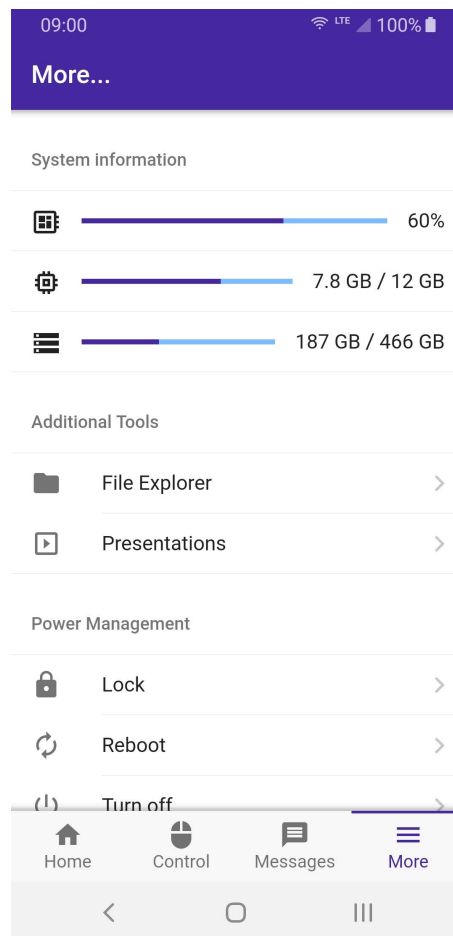 09:00 LTE 100%
More...
System information
60%
7.8 GB / 12 GB
187 GB / 466 GB
Additional Tools
File Explorer
Presentations
Power Management
Lock
Reboot
Turn off
Home Control Messages More